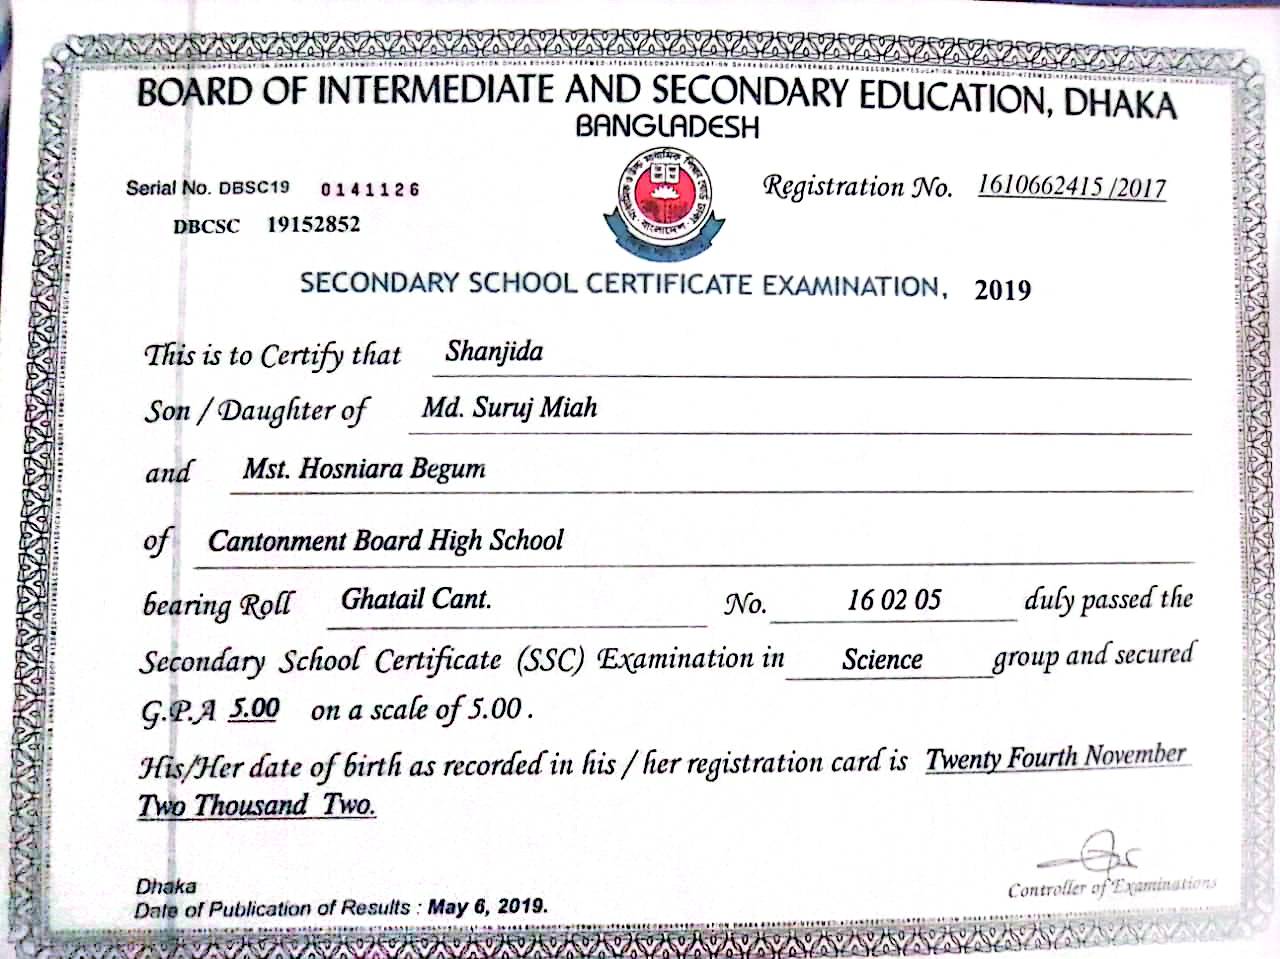 BOARD OF INTERMEDIATE AND SECONDARY EDUCATION, DHAKA
BANGLADESH
Serial No. DBSC19 0141126
Registration No. 1610662415 /2017
DBCSC 19152852
SECONDARY SCHOOL CERTIFICATE EXAMINATION, 2019
This is to Certify that Shanjida
Son / Daughter of Md. Suruj Miah
and Mst. Hosniara Begum
of Cantonment Board High School
bearing Roll Ghatail Cant. No. 16 02 05 duly passed the
Secondary School Certificate (SSC) Examination in Science group and secured
G.P.A 5.00 on a scale of 5.00 .
His/Her date of birth as recorded in his / her registration card is Twenty Fourth November
Two Thousand Two.
Dhaka
Controller of Examinations
Date of Publication of Results : May 6, 2019.